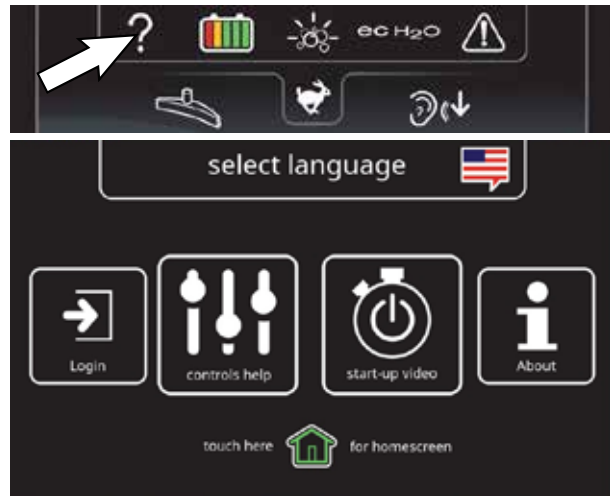 ?
ec H2O
select language
Login
controls help
start-up video
About
touch here
for homescreen